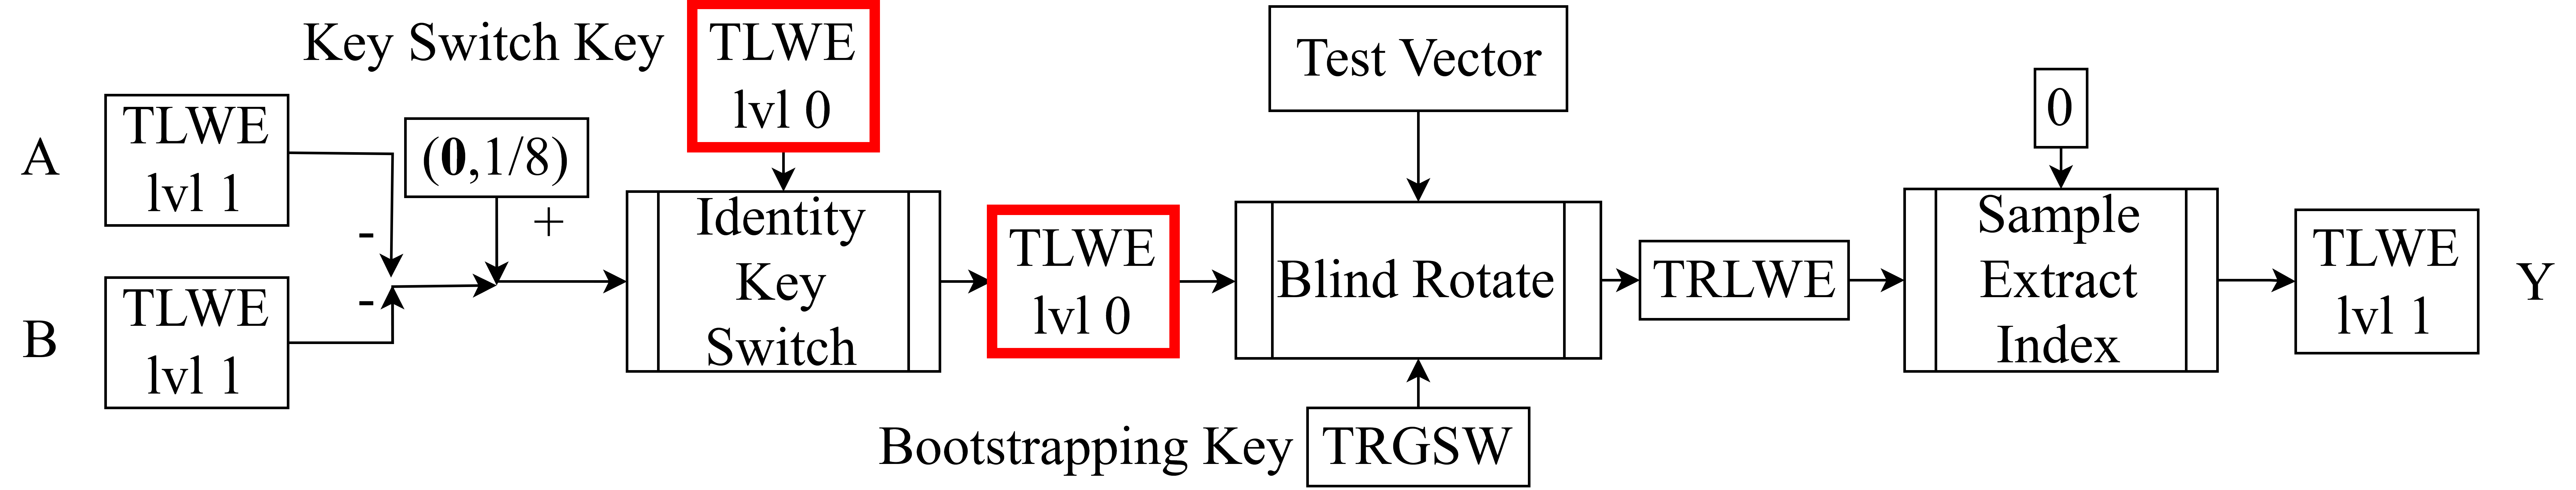 Key Switch Key
TLWE
lvl 0
Test Vector
A
TLWE
lvl 1
(0,1/8)
0
-
+
Identity
Key
Switch
TLWE
lvl 0
Blind Rotate
TRLWE
Sample
Extract
Index
TLWE
lvl 1
Y
B
TLWE
lvl 1
-
Bootstrapping Key
TRGSW